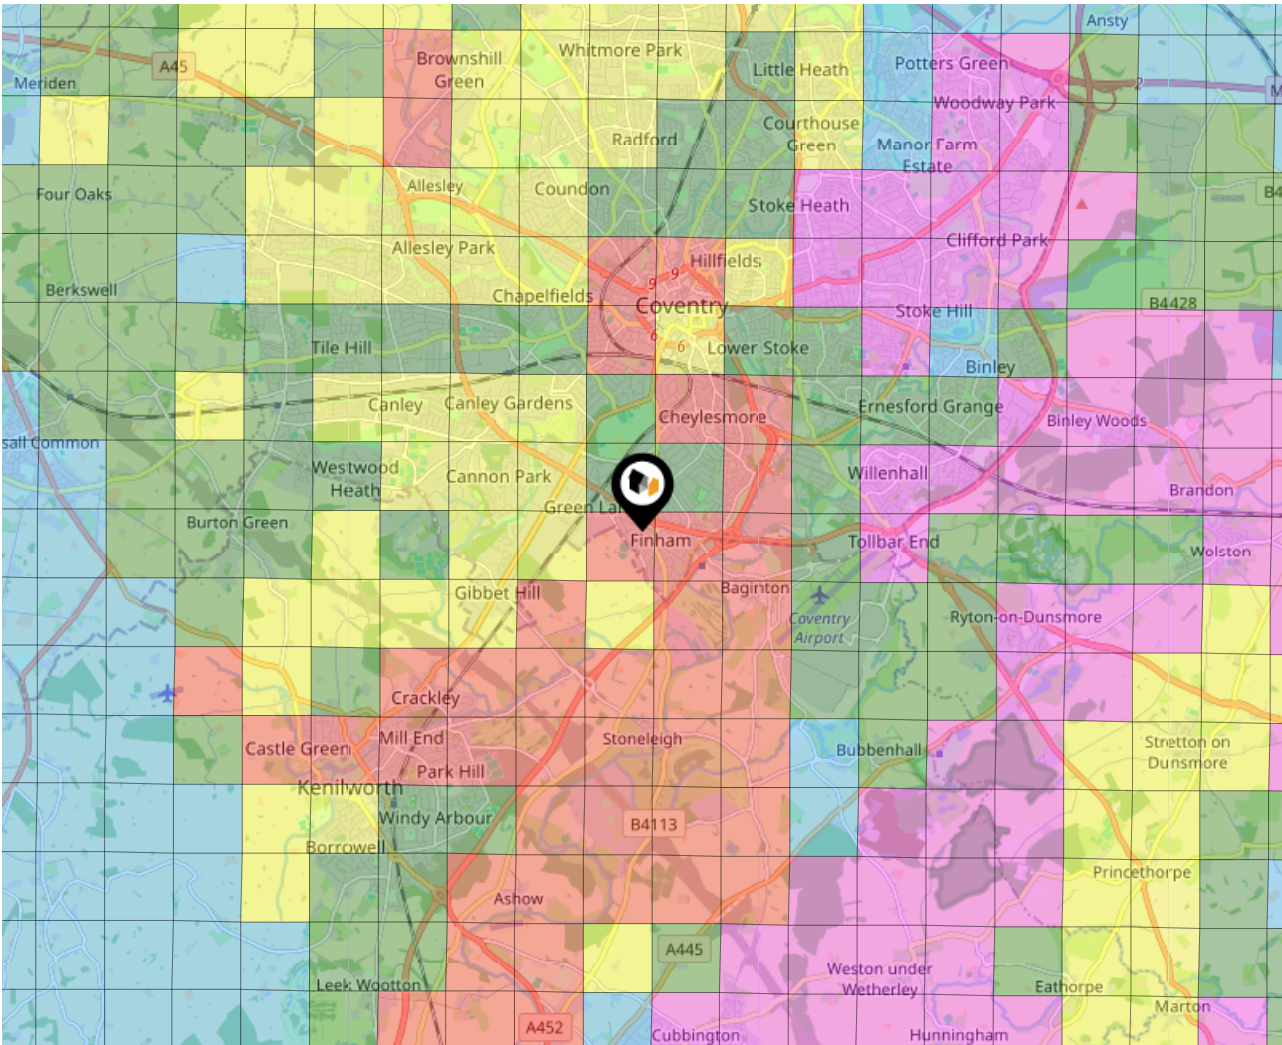 Ansty
Whitmore Park
Brownshill
Green
A45
Little Heath
Potters Green
Meriden
2
M
Woodway Park
Courthouse
Green
Radford
Manor Farm
Estate
Four Oaks
Allesley
Coundon
B4
Stoke Heath
Clifford Park
Allesley Park
Hillfields
9
9
Berkswell
Chapelfields
Coventry
Stoke Hill
B4428
6
6
Tile Hill
Lower Stoke
Binley
Canley
Canley Gardens
Cheylesmore
Ernesford Grange
Binley Woods
sall Common
Westwood
Heath
Cannon Park
Willenhall
Brandon
Green La
Burton Green
Finham
Tollbar End
Wolston
Gibbet Hill
Baginton
Coventry
Airport
Ryton-on-Dunsmore
Crackley
Castle Green
Mill End
Stoneleigh
Bubbenhall
Stretton on
Dunsmore
Park Hill
Kenilworth
Windy Arbour
B4113
Borrowell
Princethorpe
Ashow
A445
Weston under
Wetherley
Leek Wootton
Eathorpe
Marton
A452
Cubbington
Hunningham